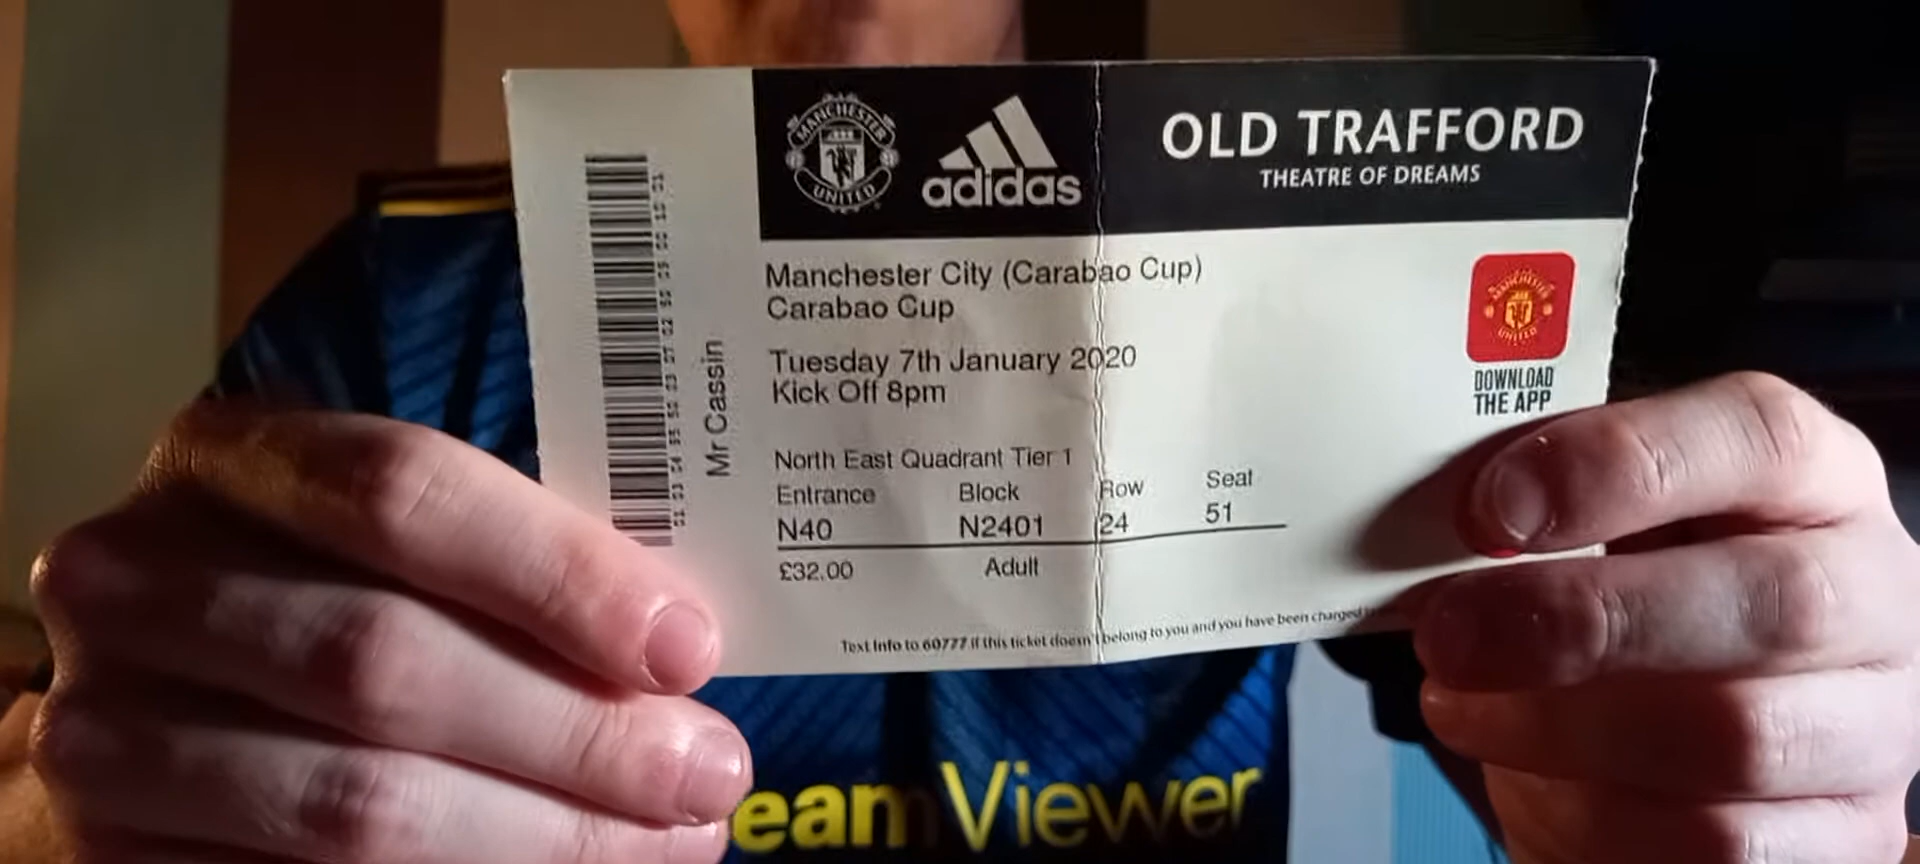 MANCHESTER
UNITED
adidas
OLD TRAFFORD
THEATRE OF DREAMS
Mr Cassin
Manchester City (Carabao Cup)
Carabao Cup
Tuesday 7th January 2020
Kick Off 8pm
MANCHESTER
UNITED
DOWNLOAD
THE APP
North East Quadrant Tier 1
Entrance Block Row Seat
N40 N2401 24 51
£32.00 Adult
Text Info to 60777 if this ticket doesn't belong to you and you have been charged
eamViewer